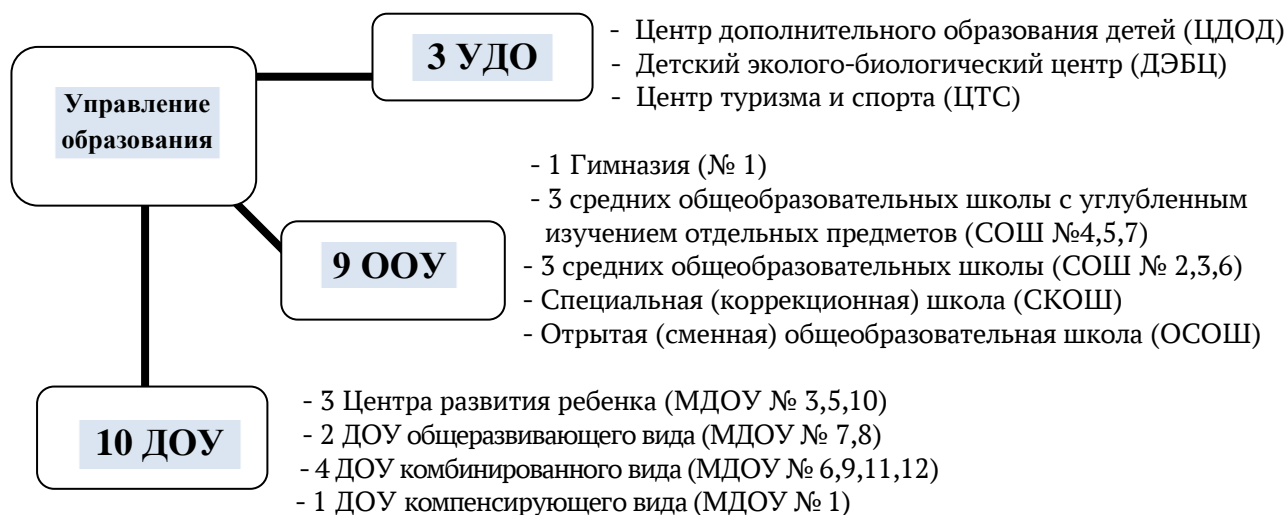 Управление
образования
3 УДО
- Центр дополнительного образования детей (ЦДОД)
- Детский эколого-биологический центр (ДЭБЦ)
- Центр туризма и спорта (ЦТС)
9 ООУ
- 1 Гимназия (№ 1)
- 3 средних общеобразовательных школы с углубленным
изучением отдельных предметов (СОШ №4,5,7)
- 3 средних общеобразовательных школы (СОШ № 2,3,6)
- Специальная (коррекционная) школа (СКОШ)
- Отрытая (сменная) общеобразовательная школа (ОСОШ)
10 ДОУ
- 3 Центра развития ребенка (МДОУ № 3,5,10)
- 2 ДОУ общеразвивающего вида (МДОУ № 7,8)
- 4 ДОУ комбинированного вида (МДОУ № 6,9,11,12)
- 1 ДОУ компенсирующего вида (МДОУ № 1)